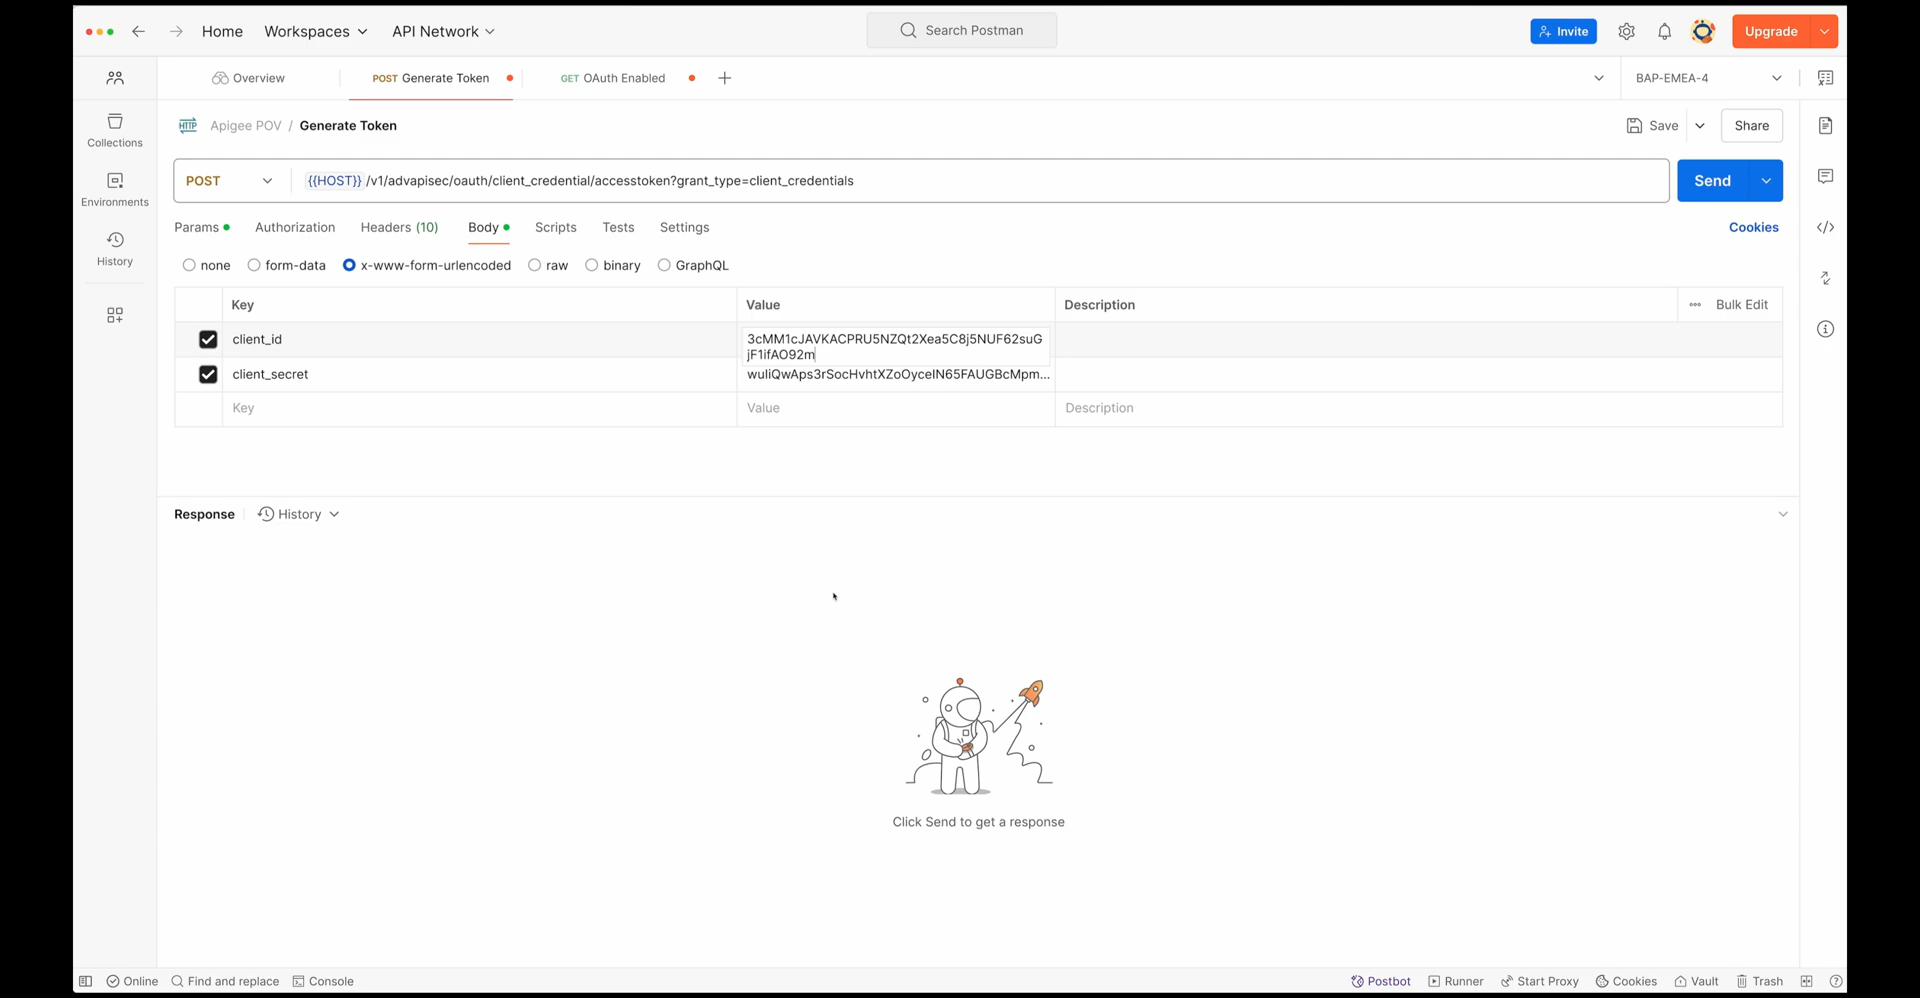 Home Workspaces API Network Search Postman Invite Upgrade
Overview POST Generate Token GET OAuth Enabled BAP-EMEA-4
Collections
Environments
History
HTTP Apigee POV / Generate Token Save Share
POST {{HOST}} /v1/advapisec/oauth/client_credential/accesstoken?grant_type=client_credentials Send
Params Authorization Headers (10) Body Scripts Tests Settings Cookies
none form-data x-www-form-urlencoded raw binary GraphQL
Key Value Description Bulk Edit
client_id 3cMM1cJAVKACPRU5NZQt2Xea5C8j5NUF62suG
jF1ifAO92m
client_secret wuliQwAps3rSocHvhtXZoOyceIN65FAUGBcMpm...
Key Value Description
Response History
Click Send to get a response
Online Find and replace Console Postbot Runner Start Proxy Cookies Vault Trash